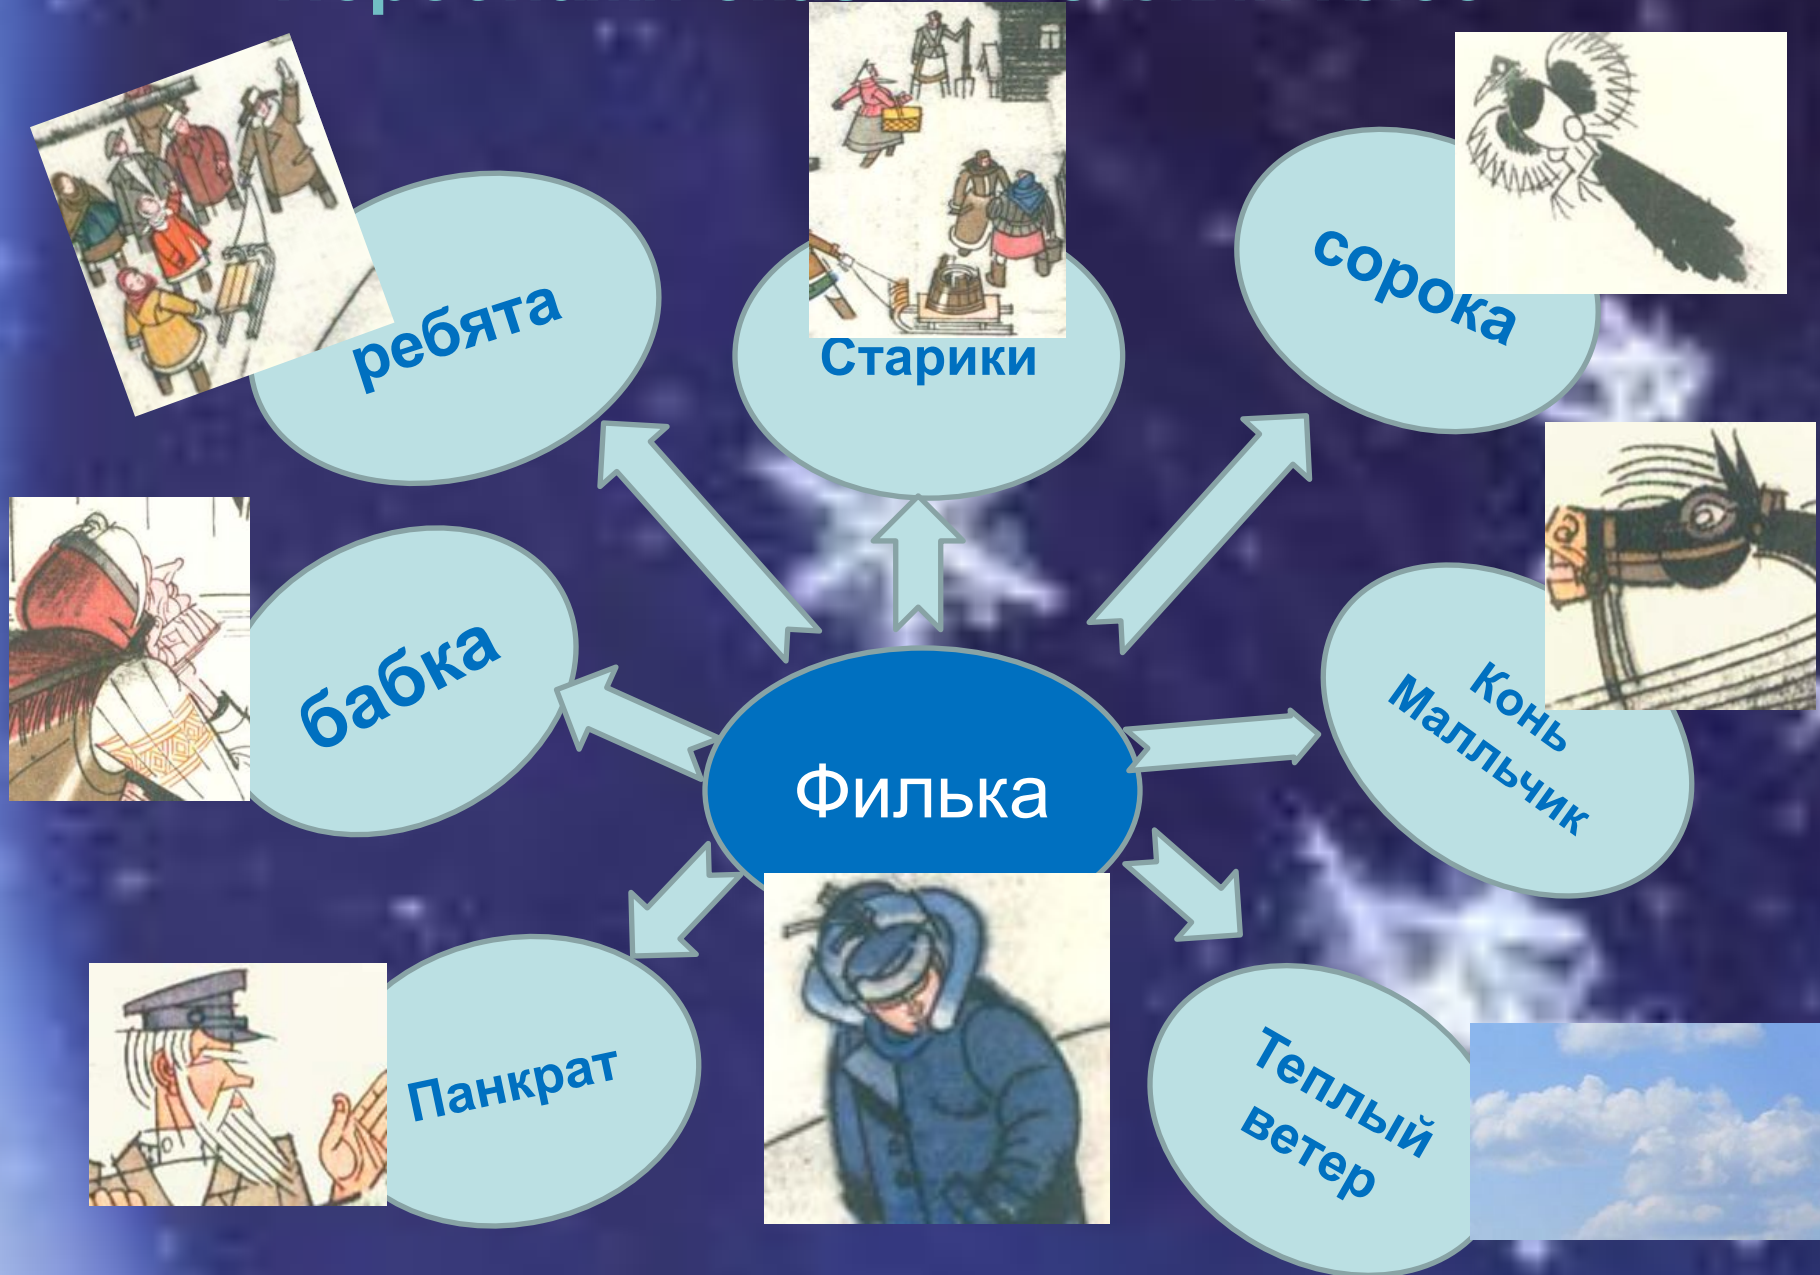 ребята
Старики
сорока
бабка
Конь
Малльчик
Филька
Панкрат
Теплый
ветер